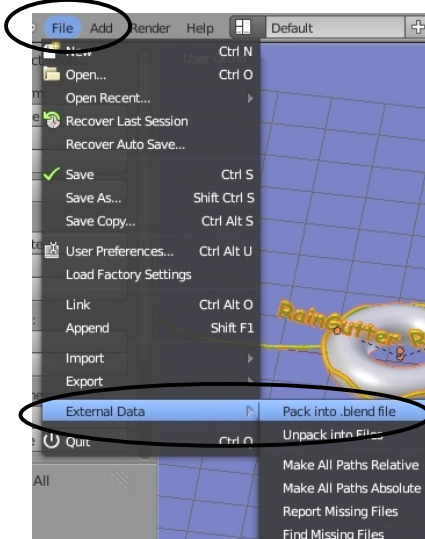 File Add Render Help Default
New Ctrl N
User Ortho
Open... Ctrl O
Open Recent...
Recover Last Session
Recover Auto Save...
Save Ctrl S
Save As... Shift Ctrl S
Save Copy... Ctrl Alt S
User Preferences... Ctrl Alt U
Load Factory Settings
Link Ctrl Alt O
Append Shift F1
RainGutter R
Import
Export
External Data Pack into .blend file
Quit Ctrl Q Unpack into Files
Make All Paths Relative
All Make All Paths Absolute
Report Missing Files
Find Missing Files